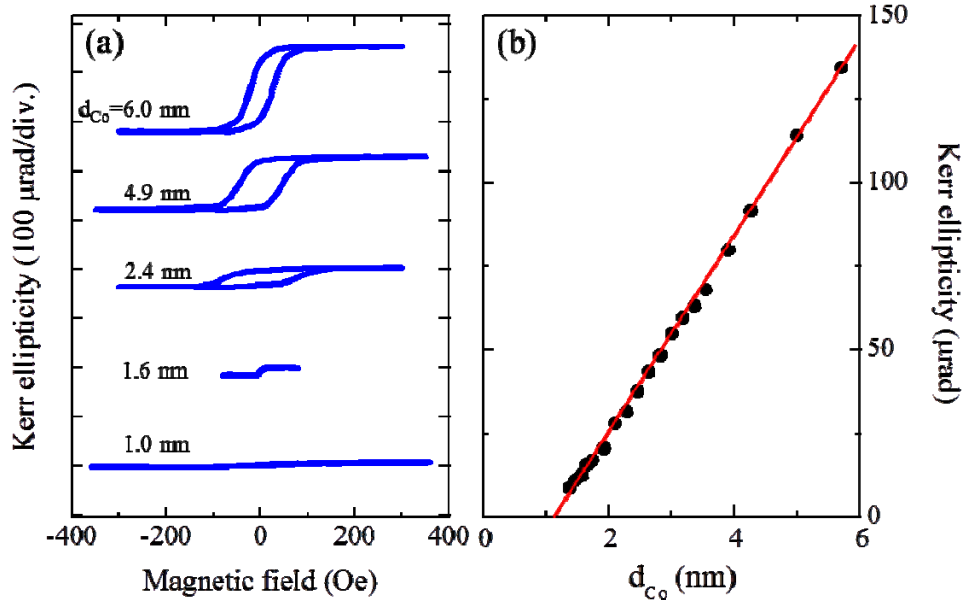 (a)
d_Co=6.0 nm
4.9 nm
2.4 nm
1.6 nm
1.0 nm
Kerr ellipticity (100 μrad/div.)
-400 -200 0 200 400
Magnetic field (Oe)
(b)
150
100
50
0
Kerr ellipticity (μrad)
0 2 4 6
d_Co (nm)